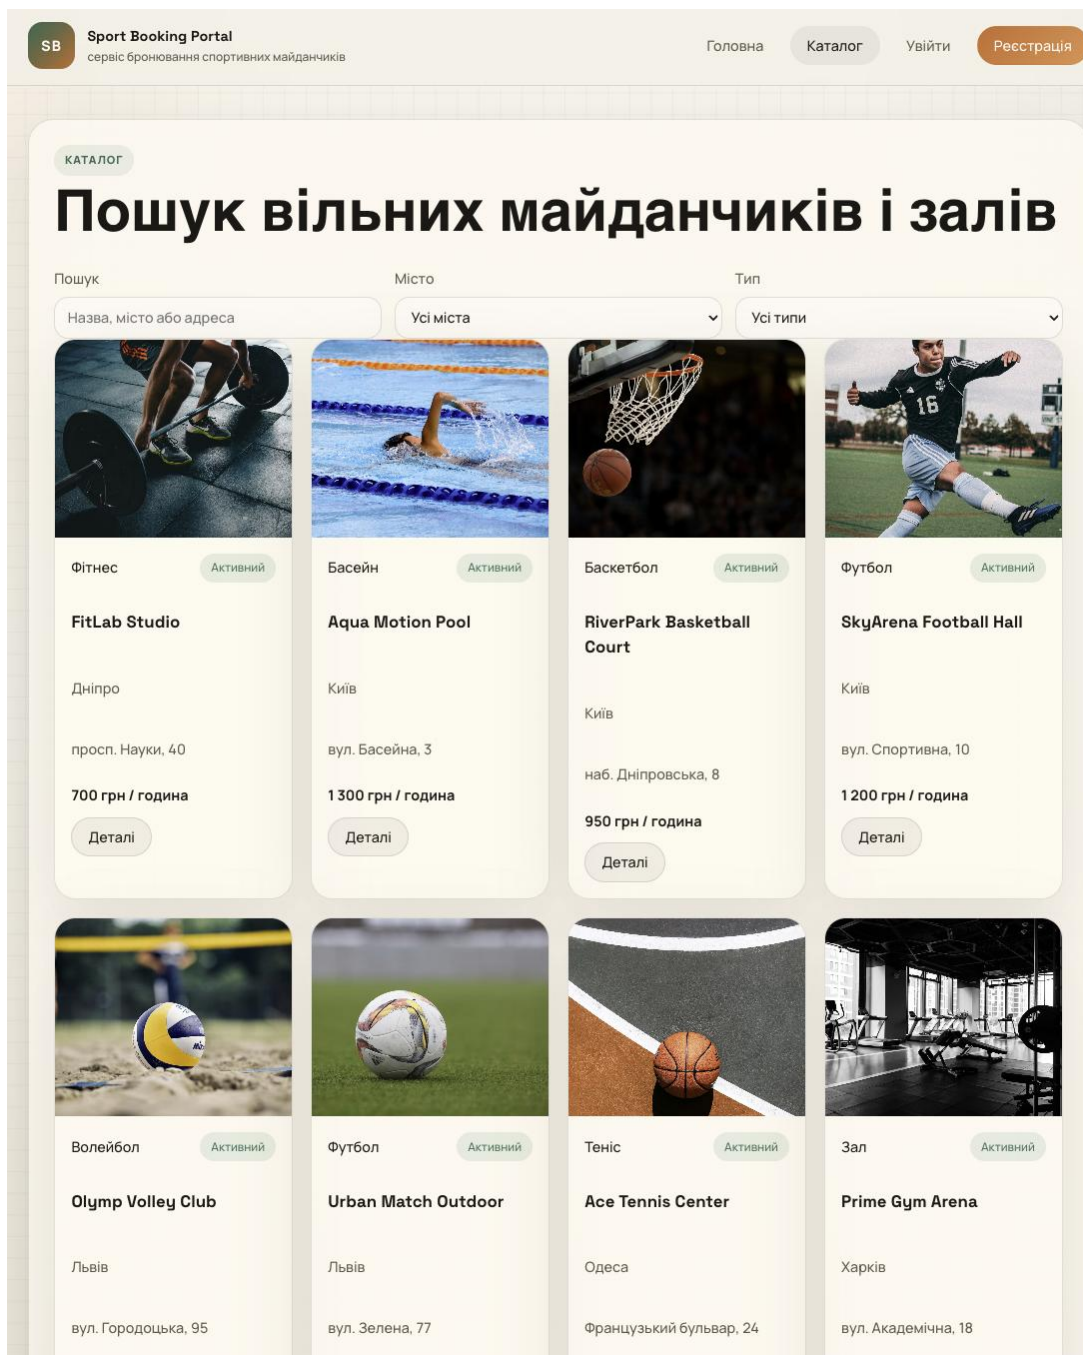 SB
Sport Booking Portal
сервіс бронювання спортивних майданчиків
Головна
Каталог
Увійти
Реєстрація
КАТАЛОГ
Пошук вільних майданчиків і залів
Пошук
Місто
Тип
Назва, місто або адреса
Усі міста
Усі типи
16
Фітнес
Активний
FitLab Studio
Дніпро
просп. Науки, 40
700 грн / година
Деталі
Басейн
Активний
Aqua Motion Pool
Київ
вул. Басейна, 3
1 300 грн / година
Деталі
Баскетбол
Активний
RiverPark Basketball
Court
Київ
наб. Дніпровська, 8
950 грн / година
Деталі
Футбол
Активний
SkyArena Football Hall
Київ
вул. Спортивна, 10
1 200 грн / година
Деталі
Волейбол
Активний
Olymp Volley Club
Львів
вул. Городоцька, 95
Футбол
Активний
Urban Match Outdoor
Львів
вул. Зелена, 77
Теніс
Активний
Ace Tennis Center
Одеса
Французький бульвар, 24
Зал
Активний
Prime Gym Arena
Харків
вул. Академічна, 18